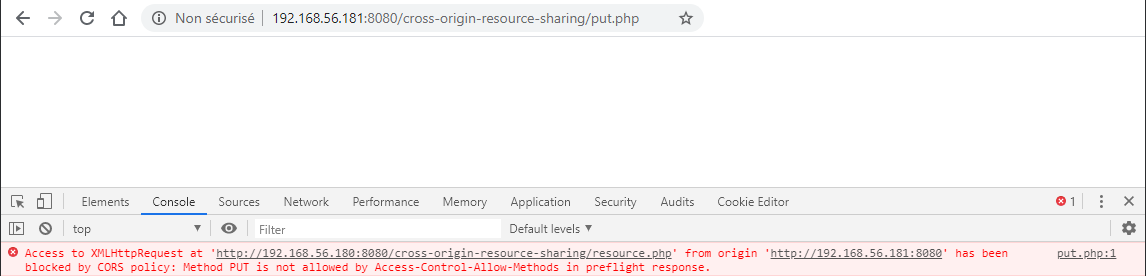 Non sécurisé 192.168.56.181:8080/cross-origin-resource-sharing/put.php
Elements Console Sources Network Performance Memory Application Security Audits Cookie Editor 1
top Filter Default levels
Access to XMLHttpRequest at 'http://192.168.56.180:8080/cross-origin-resource-sharing/resource.php' from origin 'http://192.168.56.181:8080' has been put.php:1
blocked by CORS policy: Method PUT is not allowed by Access-Control-Allow-Methods in preflight response.